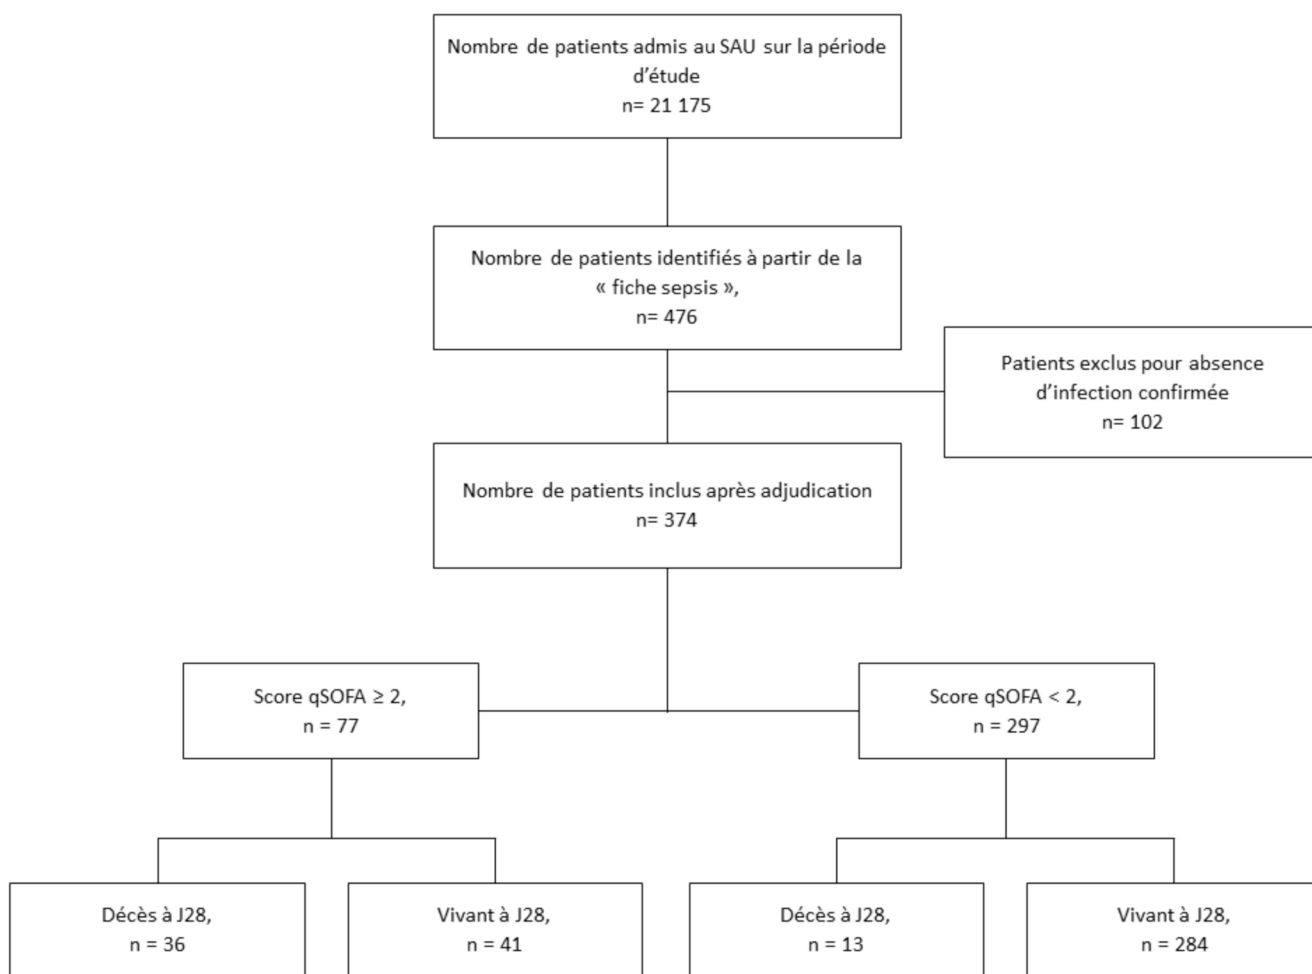 Nombre de patients admis au SAU sur la période
d’étude
n= 21 175
Nombre de patients identifiés à partir de la
« fiche sepsis »,
n= 476
Patients exclus pour absence
d’infection confirmée
n= 102
Nombre de patients inclus après adjudication
n= 374
Score qSOFA ≥ 2,
n = 77
Score qSOFA < 2,
n = 297
Décès à J28,
n = 36
Vivant à J28,
n = 41
Décès à J28,
n = 13
Vivant à J28,
n = 284